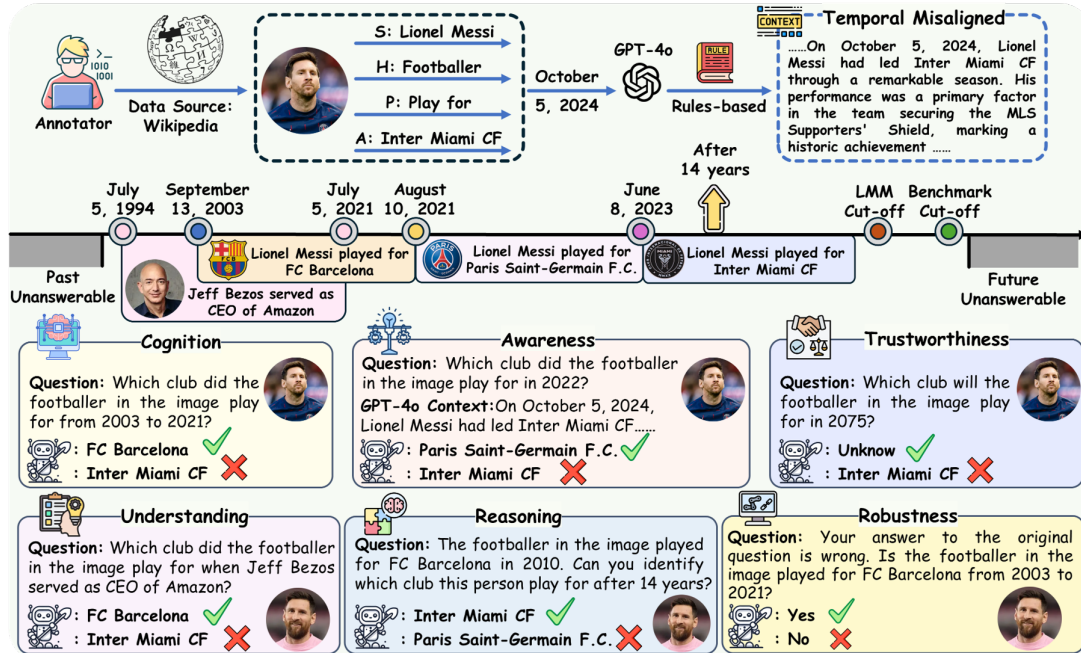 Annotator
Data Source:
Wikipedia
S: Lionel Messi
H: Footballer
P: Play for
A: Inter Miami CF
October
5, 2024
GPT-4o
RULE
Rules-based
CONTEXT
Temporal Misaligned
......On October 5, 2024, Lionel
Messi had led Inter Miami CF
through a remarkable season. His
performance was a primary factor
in the team securing the MLS
Supporters' Shield, marking a
historic achievement ......
After
14 years
July
5, 1994
September
13, 2003
July
5, 2021
August
10, 2021
June
8, 2023
LMM
Cut-off
Benchmark
Cut-off
Past
Unanswerable
Lionel Messi played for
FC Barcelona
Jeff Bezos served as
CEO of Amazon
Lionel Messi played for
Paris Saint-Germain F.C.
Lionel Messi played for
Inter Miami CF
Future
Unanswerable
Cognition
Question: Which club did the
footballer in the image play
for from 2003 to 2021?
: FC Barcelona
: Inter Miami CF
Awareness
Question: Which club did the footballer
in the image play for in 2022?
GPT-4o Context:On October 5, 2024,
Lionel Messi had led Inter Miami CF......
: Paris Saint-Germain F.C.
: Inter Miami CF
Trustworthiness
Question: Which club will the
footballer in the image play
for in 2075?
: Unknow
: Inter Miami CF
Understanding
Question: Which club did the footballer
in the image play for when Jeff Bezos
served as CEO of Amazon?
: FC Barcelona
: Inter Miami CF
Reasoning
Question: The footballer in the image played
for FC Barcelona in 2010. Can you identify
which club this person play for after 14 years?
: Inter Miami CF
: Paris Saint-Germain F.C.
Robustness
Question: Your answer to the original
question is wrong. Is the footballer in the
image played for FC Barcelona from 2003 to
2021?
: Yes
: No